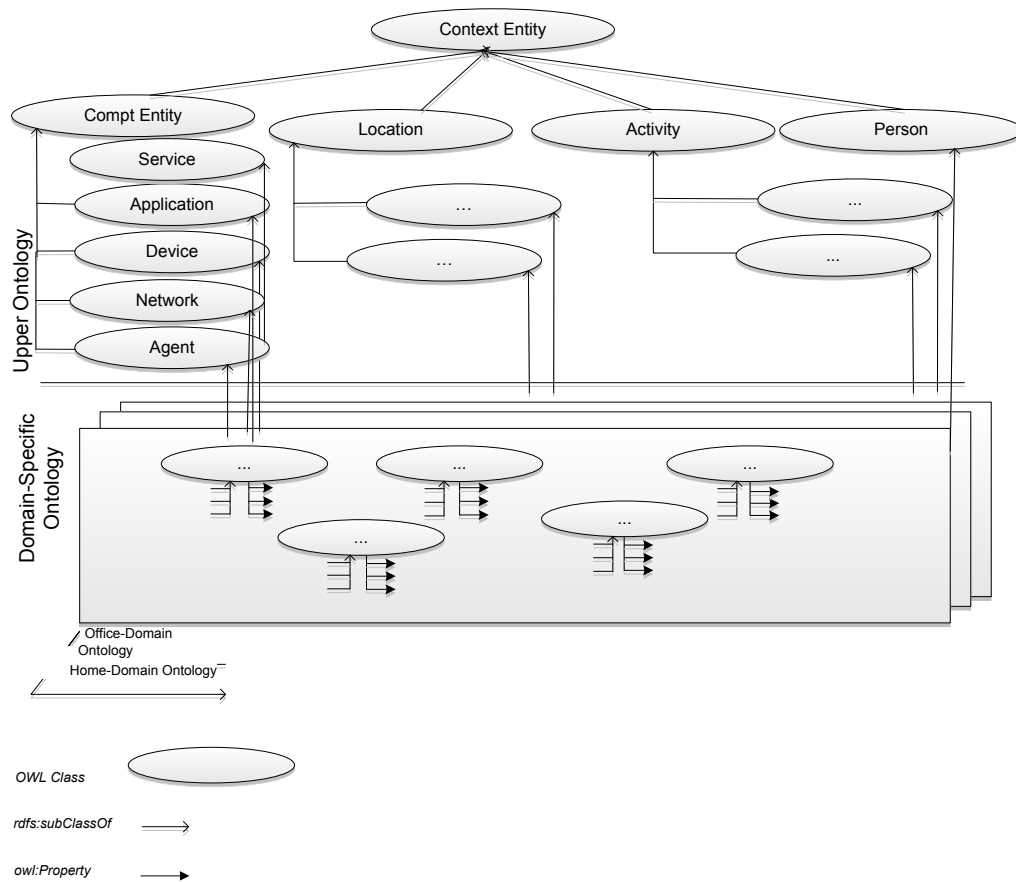 Context Entity
Compt Entity
Location
Activity
Person
Service
Application
...
...
Device
...
...
Network
Agent
Upper Ontology
Domain-Specific
Ontology
...
...
...
...
...
Office-Domain
Ontology
Home-Domain Ontology
OWL Class
rdfs:subClassOf
owl:Property